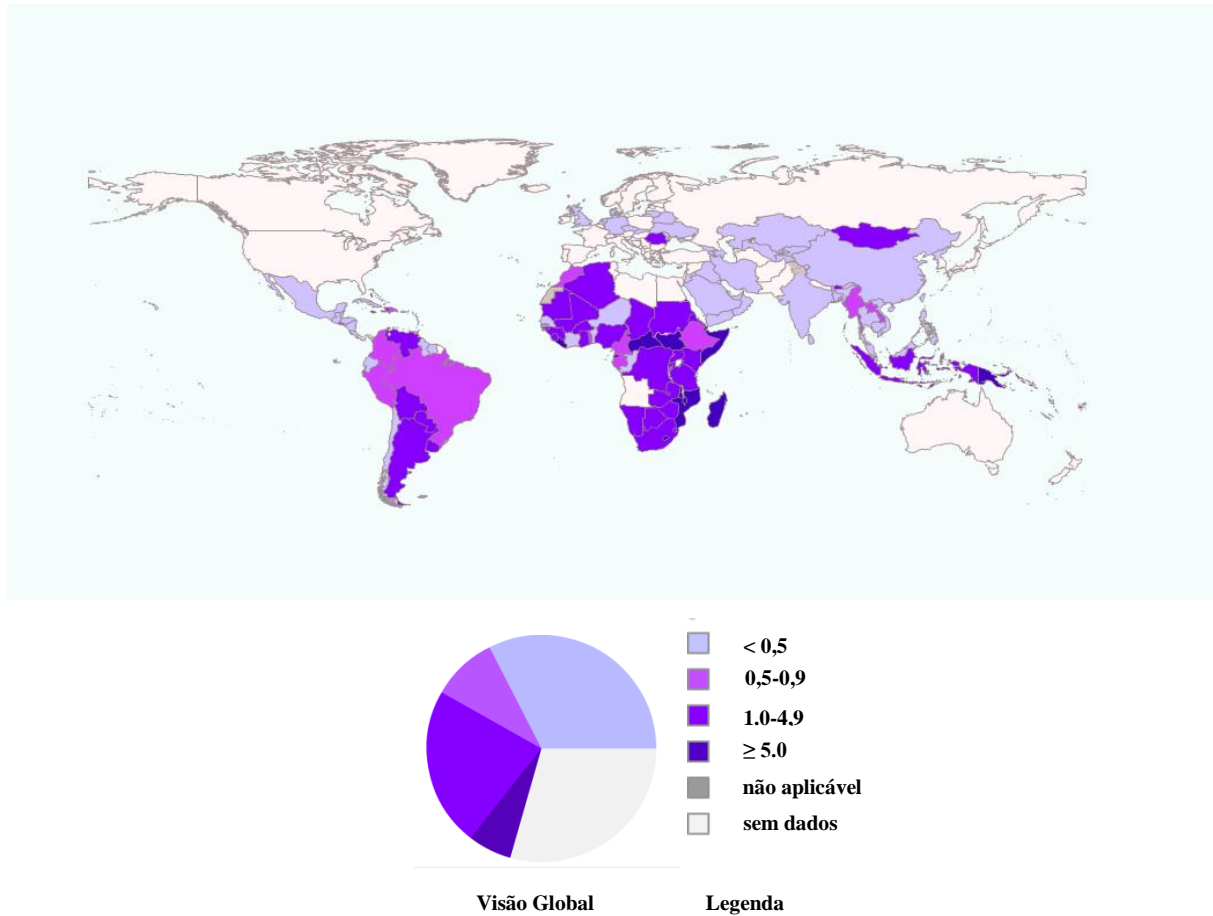 < 0,5
0,5-0,9
1.0-4,9
≥ 5.0
não aplicável
sem dados
Visão Global
Legenda